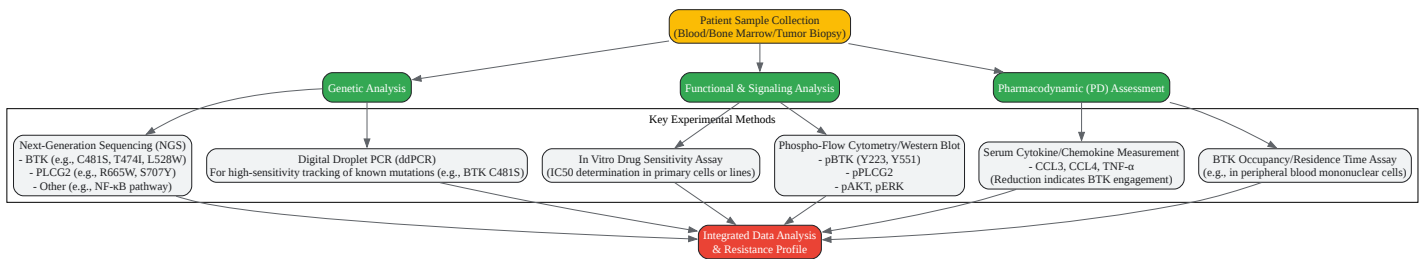 Patient Sample Collection
(Blood/Bone Marrow/Tumor Biopsy)
Genetic Analysis
Functional & Signaling Analysis
Pharmacodynamic (PD) Assessment
Key Experimental Methods
Next-Generation Sequencing (NGS)
- BTK (e.g., C481S, T474I, L528W)
- PLCG2 (e.g., R665W, S707Y)
- Other (e.g., NF-κB pathway)
Digital Droplet PCR (ddPCR)
For high-sensitivity tracking of known mutations (e.g., BTK C481S)
In Vitro Drug Sensitivity Assay
(IC50 determination in primary cells or lines)
Phospho-Flow Cytometry/Western Blot
- pBTK (Y223, Y551)
- pPLCG2
- pAKT, pERK
Serum Cytokine/Chemokine Measurement
- CCL3, CCL4, TNF-α
(Reduction indicates BTK engagement)
BTK Occupancy/Residence Time Assay
(e.g., in peripheral blood mononuclear cells)
Integrated Data Analysis
& Resistance Profile